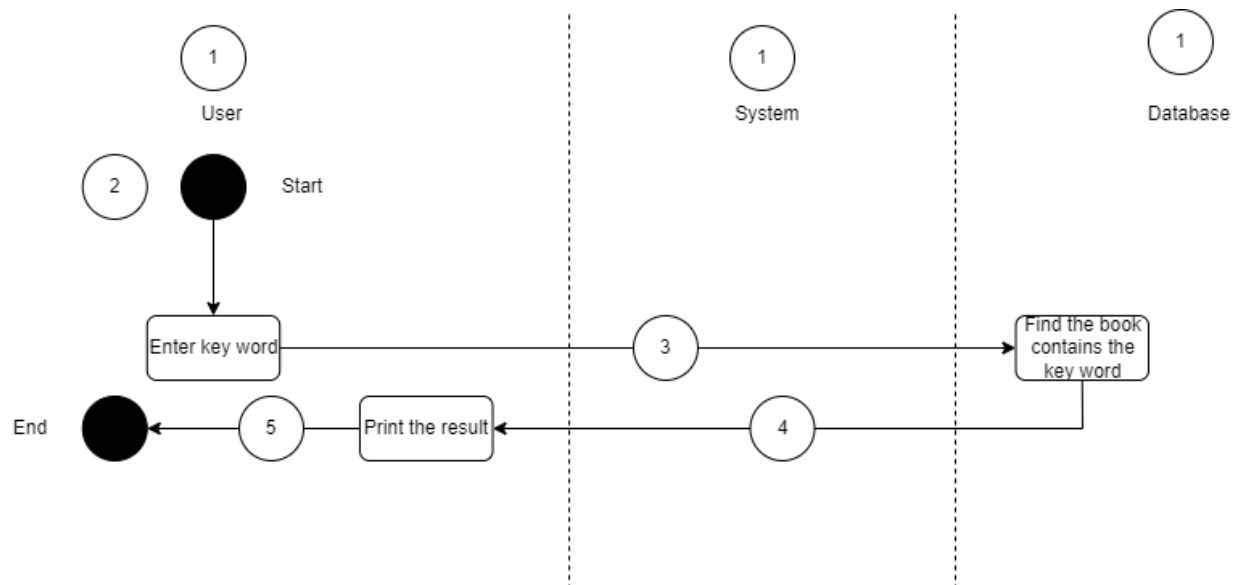 1
1
1
User
System
Database
2
Start
Enter key word
3
Find the book
contains the
key word
End
5
Print the result
4